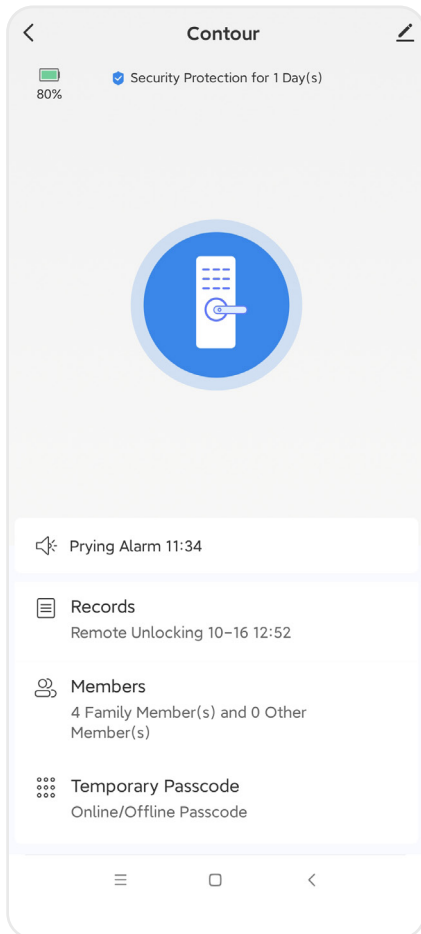 Contour
80%
Security Protection for 1 Day(s)
Prying Alarm 11:34
Records
Remote Unlocking 10-16 12:52
Members
4 Family Member(s) and 0 Other
Member(s)
Temporary Passcode
Online/Offline Passcode